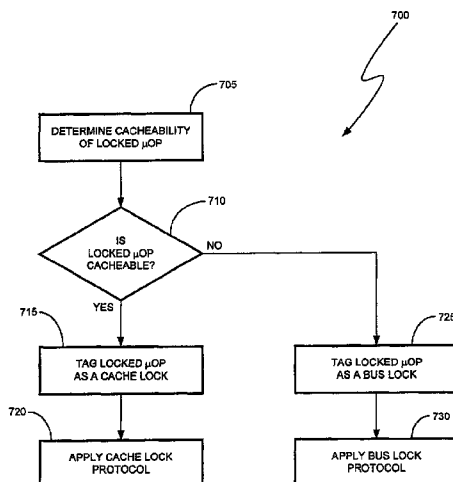 700
705
DETERMINE CACHEABILITY
OF LOCKED µOP
710
IS
LOCKED µOP
CACHEABLE?
NO
YES
715
TAG LOCKED µOP
AS A CACHE LOCK
725
TAG LOCKED µOP
AS A BUS LOCK
720
APPLY CACHE LOCK
PROTOCOL
730
APPLY BUS LOCK
PROTOCOL